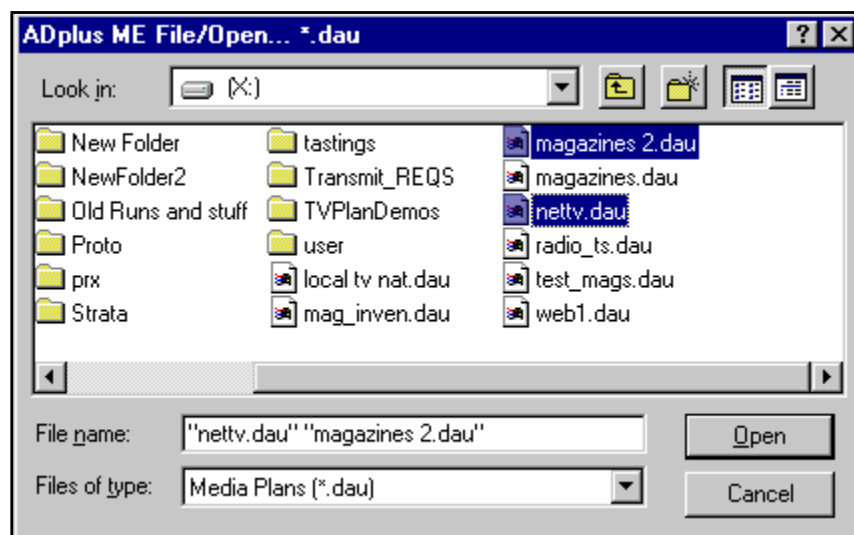 ADplus ME File/Open... *.dau
Look in: (X:)
New Folder tastings magazines 2.dau
NewFolder2 Transmit_REQS magazines.dau
Old Runs and stuff TVPlanDemos nettv.dau
Proto user radio_ts.dau
prx local tv nat.dau test_mags.dau
Strata mag_inven.dau web1.dau
File name: "nettv.dau" "magazines 2.dau" Open
Files of type: Media Plans (*.dau) Cancel